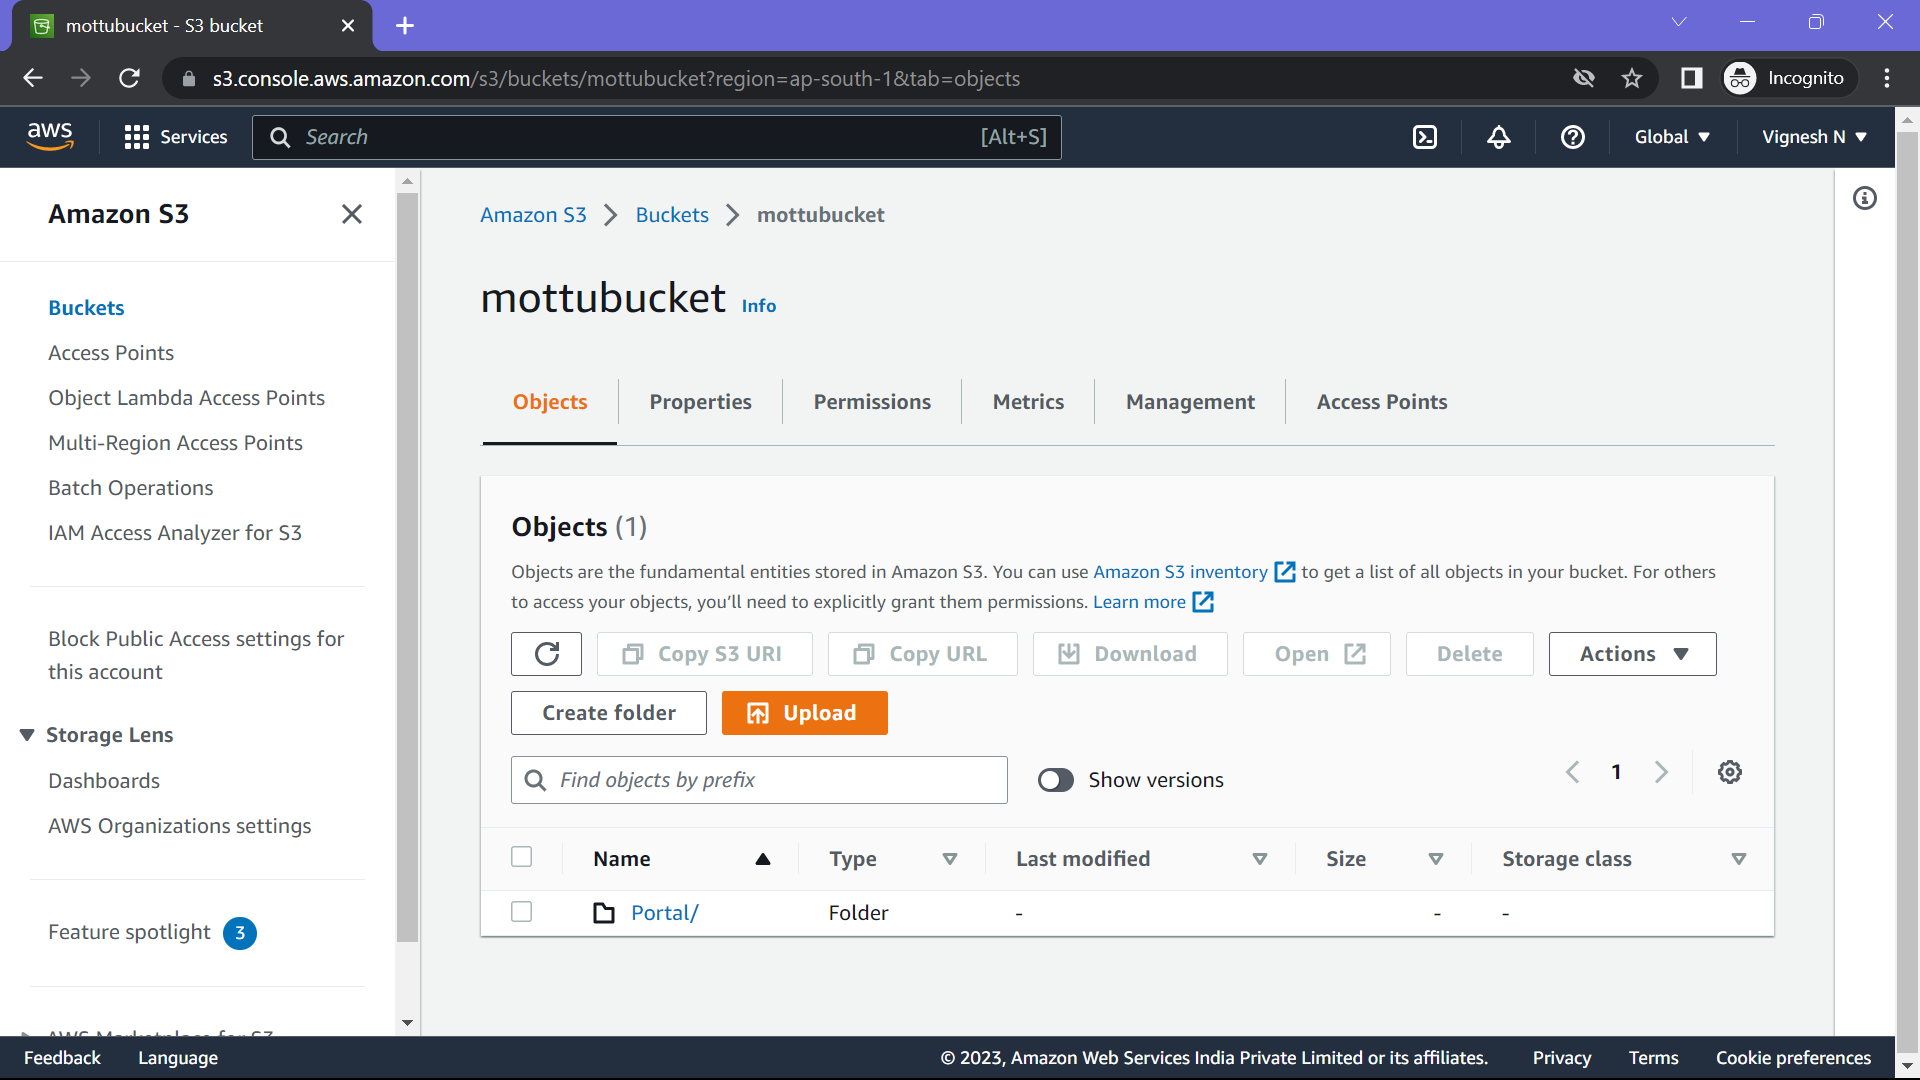 mottubucket - S3 bucket
s3.console.aws.amazon.com/s3/buckets/mottubucket?region=ap-south-1&tab=objects
Incognito
aws
Services
Search
[Alt+S]
Global
Vignesh N
Amazon S3
Buckets
Access Points
Object Lambda Access Points
Multi-Region Access Points
Batch Operations
IAM Access Analyzer for S3
Block Public Access settings for
this account
Storage Lens
Dashboards
AWS Organizations settings
Feature spotlight 3
AWS Marketplace for S3
Amazon S3 > Buckets > mottubucket
mottubucket Info
Objects
Properties
Permissions
Metrics
Management
Access Points
Objects (1)
Objects are the fundamental entities stored in Amazon S3. You can use Amazon S3 inventory to get a list of all objects in your bucket. For others
to access your objects, you’ll need to explicitly grant them permissions. Learn more
Copy S3 URI
Copy URL
Download
Open
Delete
Actions
Create folder
Upload
Find objects by prefix
Show versions
1
Name Type Last modified Size Storage class
Portal/ Folder - - -
Feedback
Language
© 2023, Amazon Web Services India Private Limited or its affiliates.
Privacy
Terms
Cookie preferences